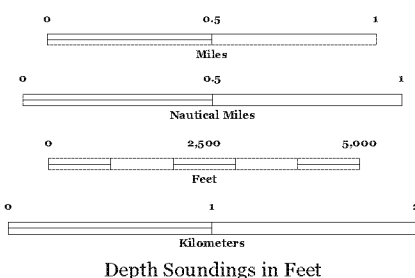 0 0.5 1
Miles
0 0.5 1
Nautical Miles
0 2,500 5,000
Feet
0 1 2
Kilometers
Depth Soundings in Feet